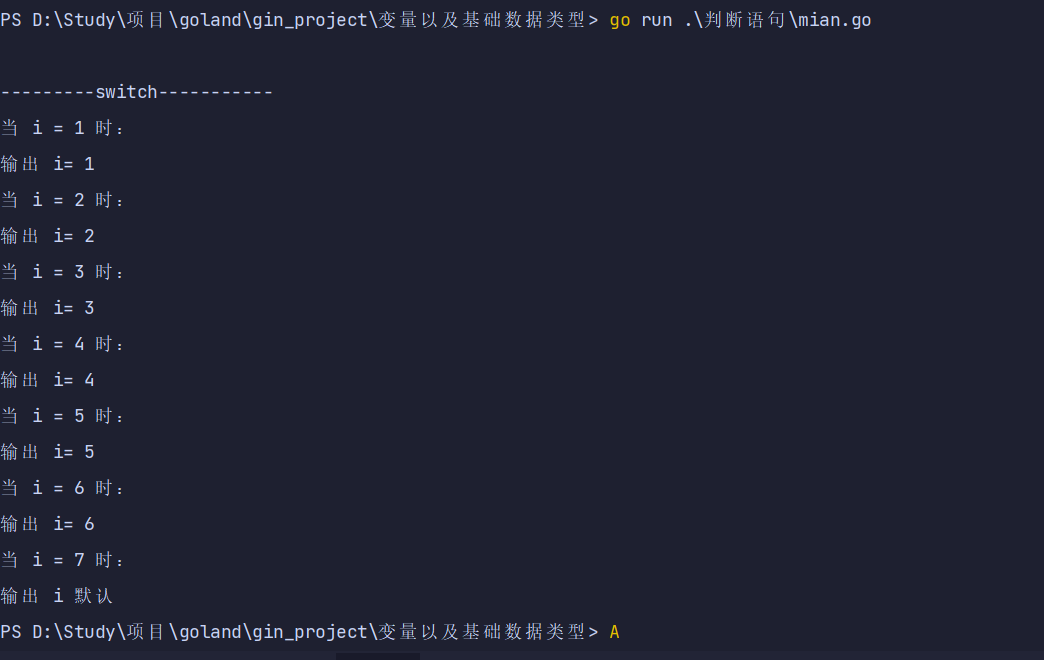 PS D:\Study\项目\goland\gin_project\变量以及基础数据类型> go run .\判断语句\mian.go
---------switch-----------
当 i = 1 时：
输出 i= 1
当 i = 2 时：
输出 i= 2
当 i = 3 时：
输出 i= 3
当 i = 4 时：
输出 i= 4
当 i = 5 时：
输出 i= 5
当 i = 6 时：
输出 i= 6
当 i = 7 时：
输出 i 默认
PS D:\Study\项目\goland\gin_project\变量以及基础数据类型> A